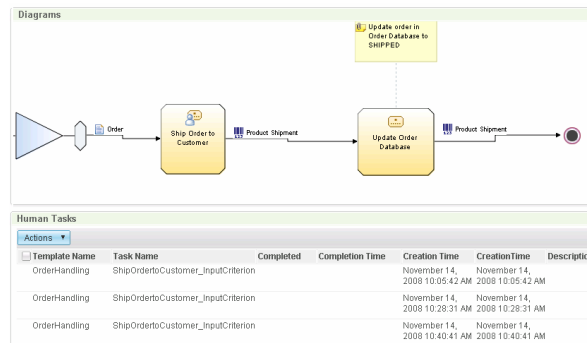 Diagrams
Update order in
Order Database to
SHIPPED
Order
Ship Order to
Customer
Product Shipment
Update Order
Database
Product Shipment
Human Tasks
Actions
Template Name Task Name Completed Completion Time Creation Time CreationTime Descriptio
OrderHandling ShipOrdertoCustomer_InputCriterion November 14, November 14,
2008 10:05:42 AM 2008 10:05:42 AM
OrderHandling ShipOrdertoCustomer_InputCriterion November 14, November 14,
2008 10:28:31 AM 2008 10:28:31 AM
OrderHandling ShipOrdertoCustomer_InputCriterion November 14, November 14,
2008 10:40:41 AM 2008 10:40:41 AM